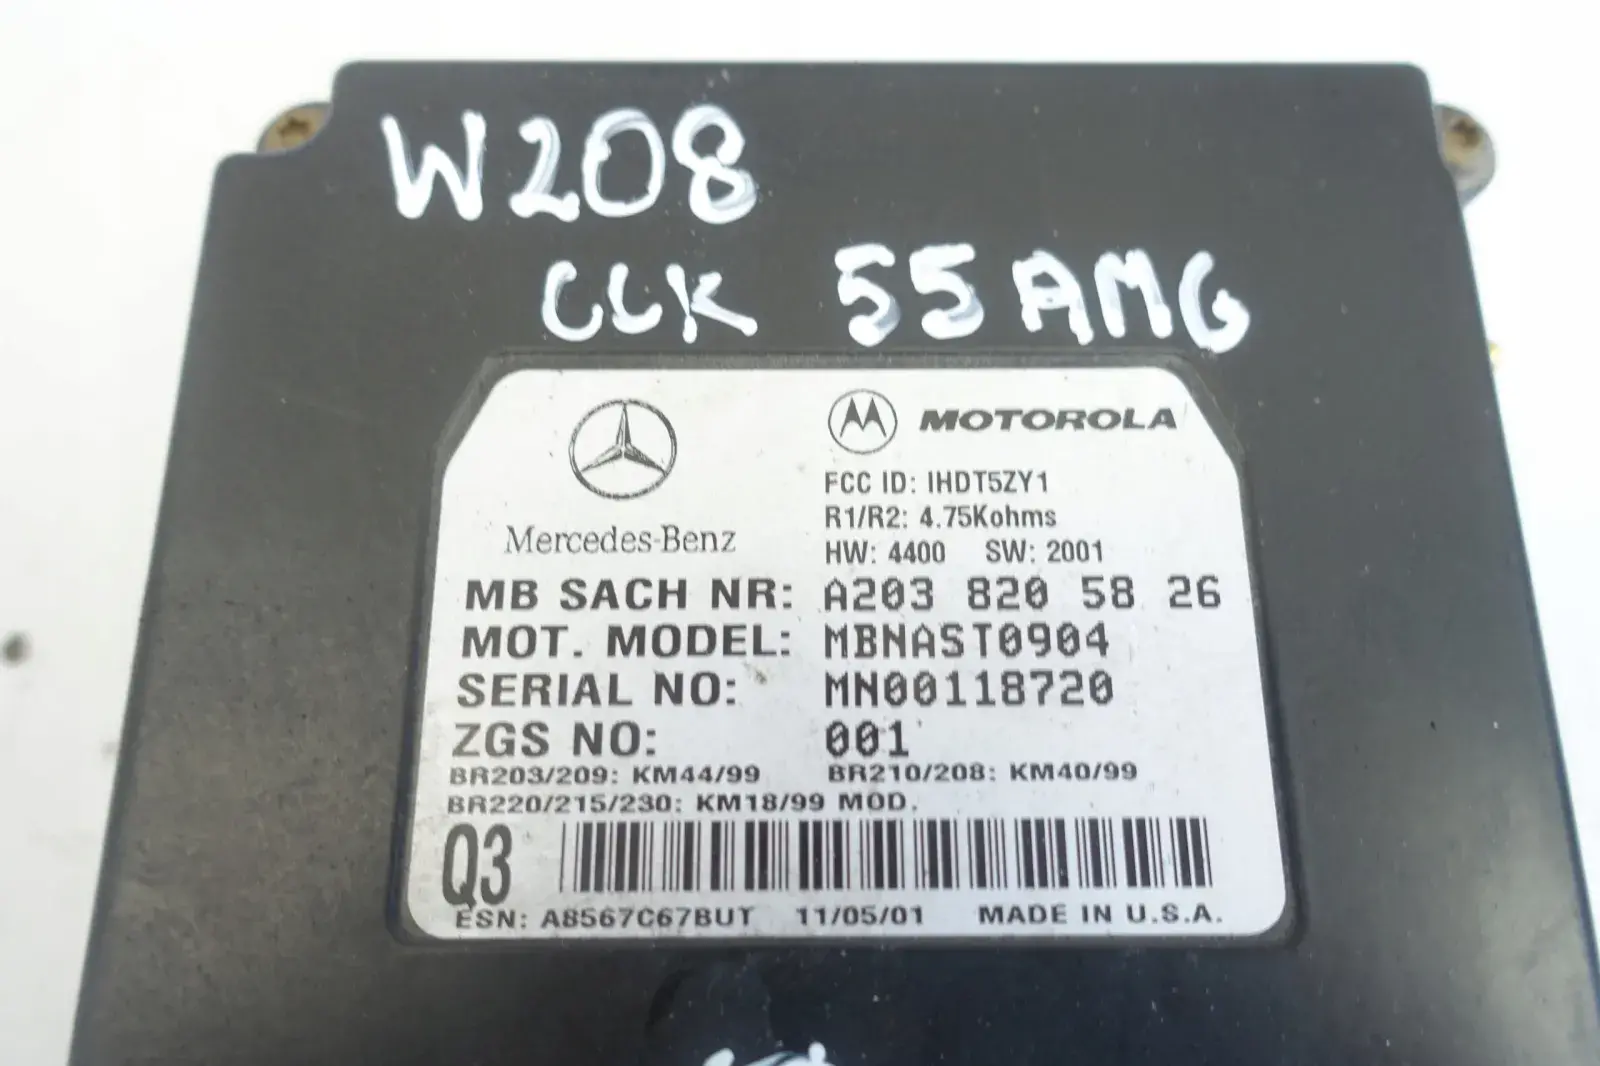 W208
CLK 55AMG
MOTOROLA
FCC ID: IHDT5ZY1
R1/R2: 4.75Kohms
Mercedes-Benz
HW: 4400 SW: 2001
MB SACH NR: A203 820 58 26
MOT. MODEL: MBNAST0904
SERIAL NO: MN00118720
ZGS NO: 001
BR203/209: KM44/99 BR210/208: KM40/99
BR220/215/230: KM18/99 MOD.
Q3
ESN: A8567C67BUT 11/05/01 MADE IN U.S.A.